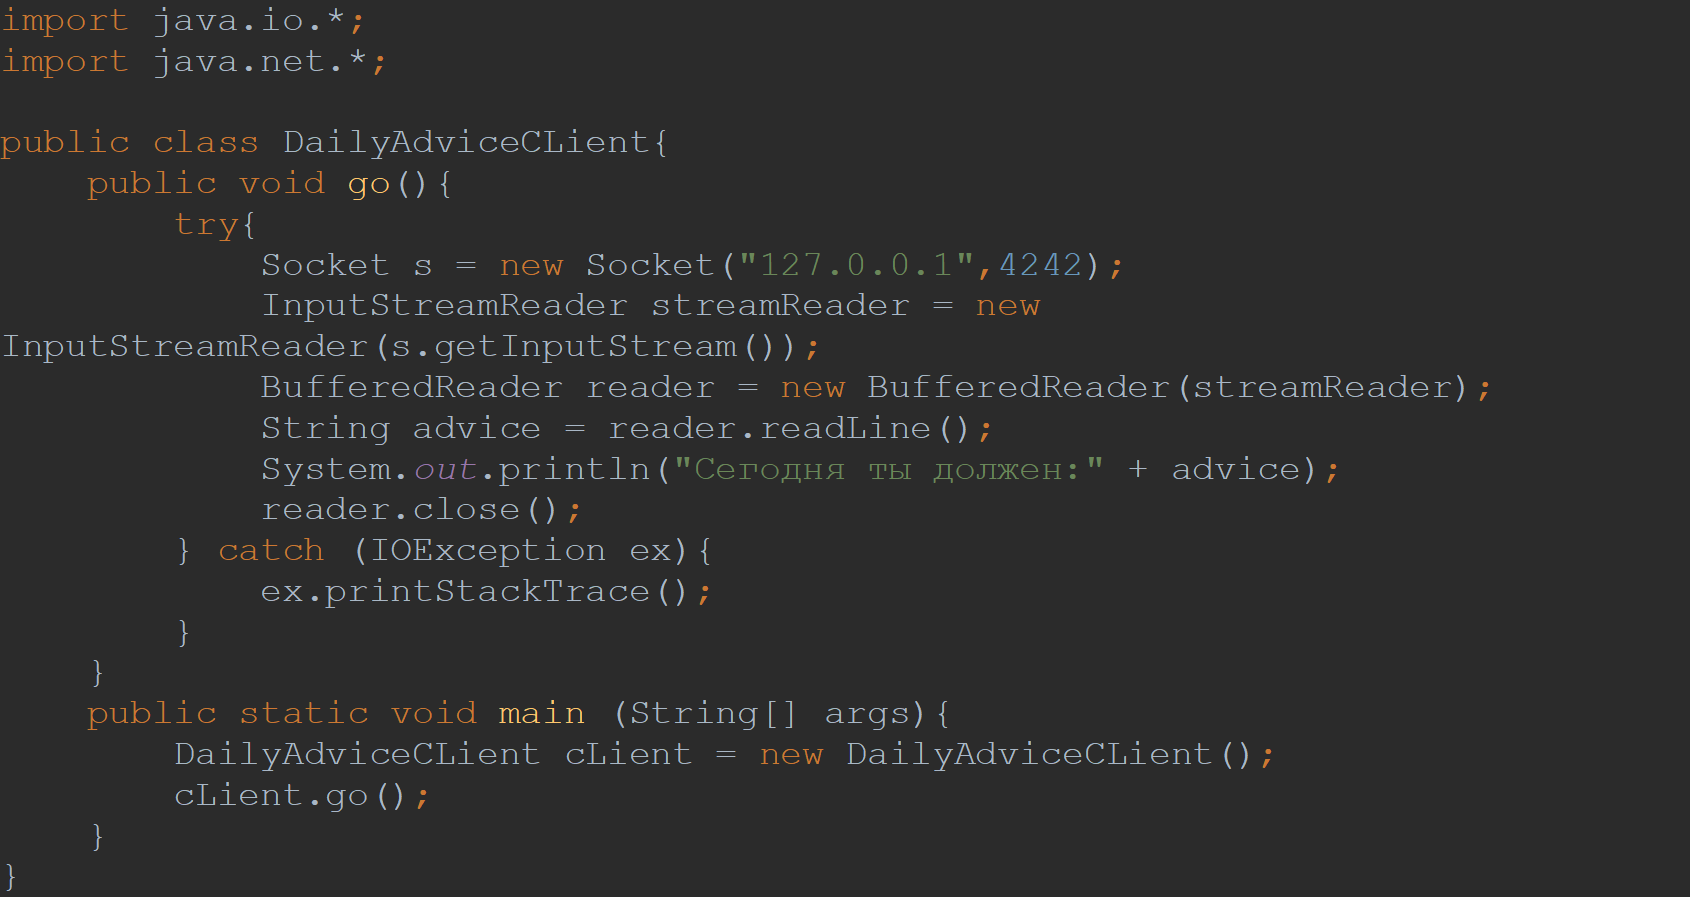 import java.io.*;
import java.net.*;

public class DailyAdviceCLient{
    public void go(){
        try{
            Socket s = new Socket("127.0.0.1",4242);
            InputStreamReader streamReader = new
InputStreamReader(s.getInputStream());
            BufferedReader reader = new BufferedReader(streamReader);
            String advice = reader.readLine();
            System.out.println("Сегодня ты должен:" + advice);
            reader.close();
        } catch (IOException ex){
            ex.printStackTrace();
        }
    }
    public static void main (String[] args){
        DailyAdviceCLient cLient = new DailyAdviceCLient();
        cLient.go();
    }
}